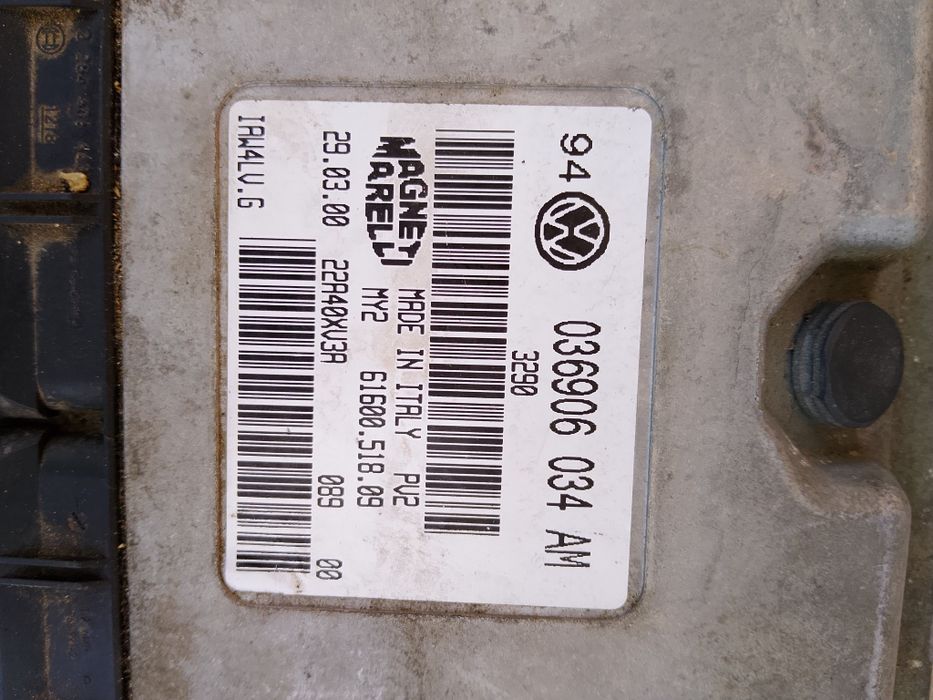 94 036906 034 AM
3290
MAGNETI MADE IN ITALY PV2
MARELLI MY2 61600.518.09
29.03.00 22A40XV3A 089 00
IAW4LV.G